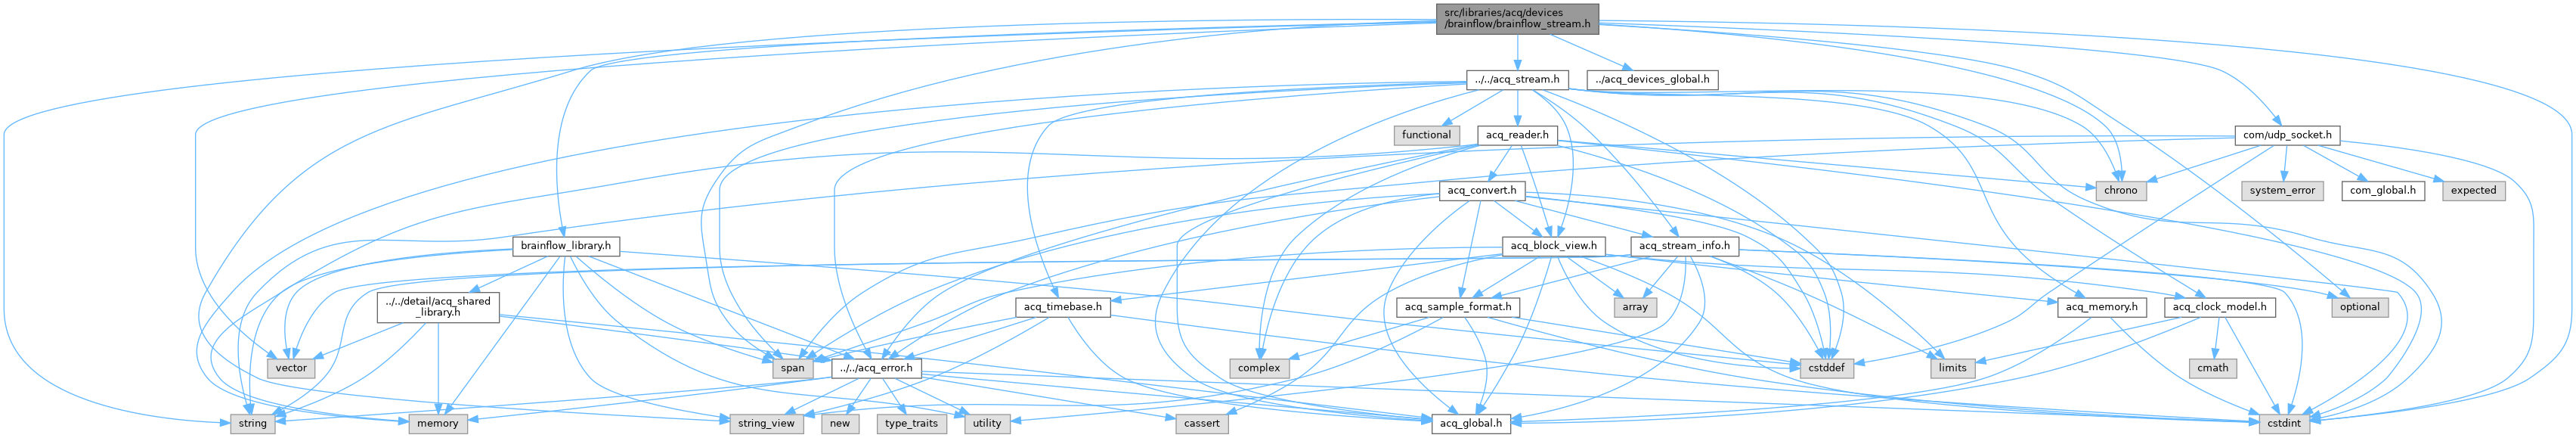 src/libraries/acq/devices
/brainflow/brainflow_stream.h
../../acq_stream.h
../acq_devices_global.h
functional
acq_reader.h
com/udp_socket.h
acq_convert.h
chrono
system_error
com_global.h
expected
brainflow_library.h
acq_block_view.h
acq_stream_info.h
../../detail/acq_shared
_library.h
acq_timebase.h
acq_sample_format.h
array
acq_memory.h
acq_clock_model.h
optional
vector
span
../../acq_error.h
complex
cstddef
limits
cmath
string
memory
string_view
new
type_traits
utility
cassert
acq_global.h
cstdint